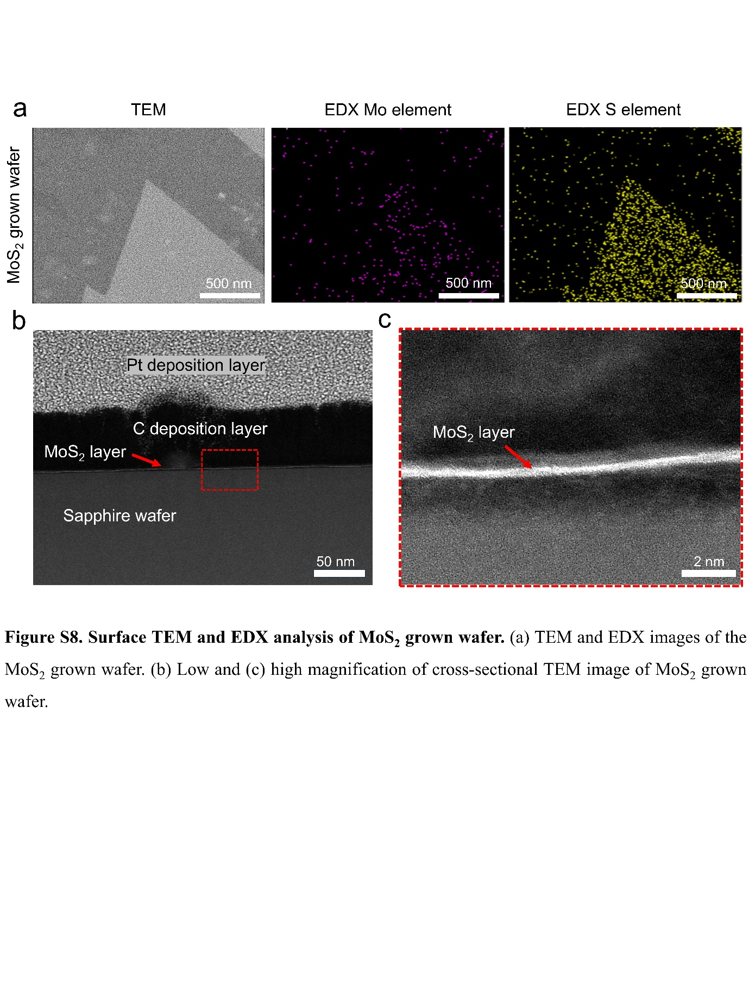 a
TEM
EDX Mo element
EDX S element
MoS₂ grown wafer
500 nm
500 nm
500 nm
b
Pt deposition layer
C deposition layer
MoS₂ layer
Sapphire wafer
50 nm
c
MoS₂ layer
2 nm
Figure S8. Surface TEM and EDX analysis of MoS₂ grown wafer. (a) TEM and EDX images of the
MoS₂ grown wafer. (b) Low and (c) high magnification of cross-sectional TEM image of MoS₂ grown
wafer.